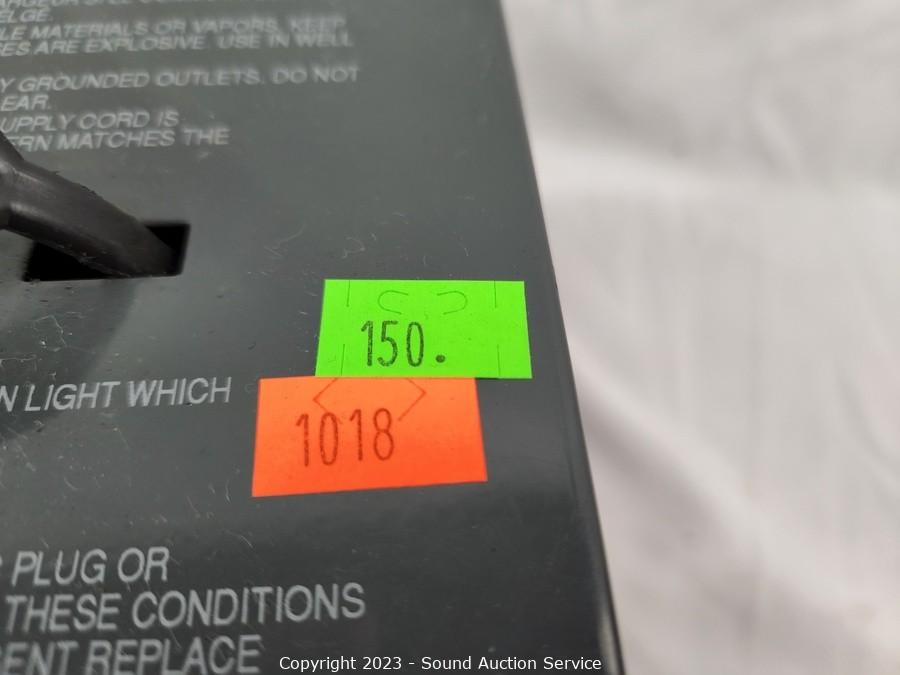 ELGE.
LE MATERIALS OR VAPORS. KEEP
ES ARE EXPLOSIVE. USE IN WELL
Y GROUNDED OUTLETS. DO NOT
EAR.
UPPLY CORD IS
ERN MATCHES THE
150.
N LIGHT WHICH
1018
PLUG OR
THESE CONDITIONS
ENT REPLACE
Copyright 2023 - Sound Auction Service